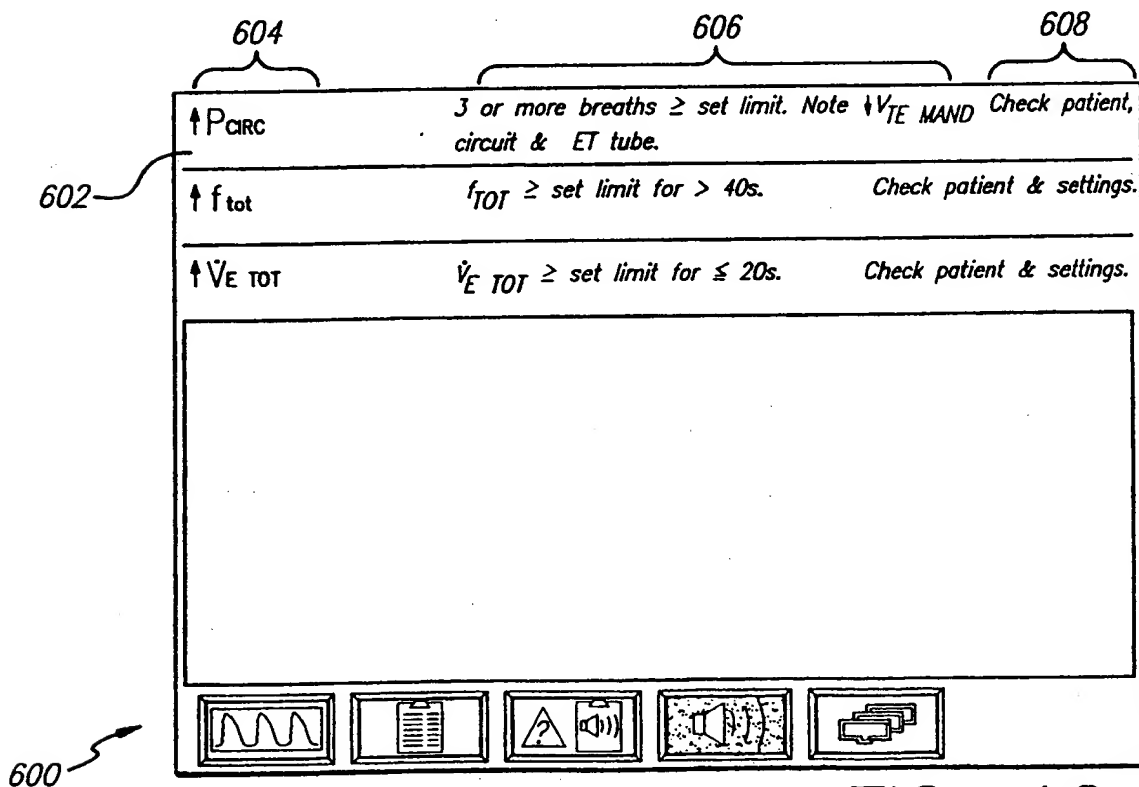 604 606 608
↑PCIRC 3 or more breaths ≥ set limit. Note ↓VTE MAND Check patient,
circuit & ET tube.
602
↑ftot fTOT ≥ set limit for > 40s. Check patient & settings.
↑V̇E TOT V̇E TOT ≥ set limit for ≤ 20s. Check patient & settings.
?
600